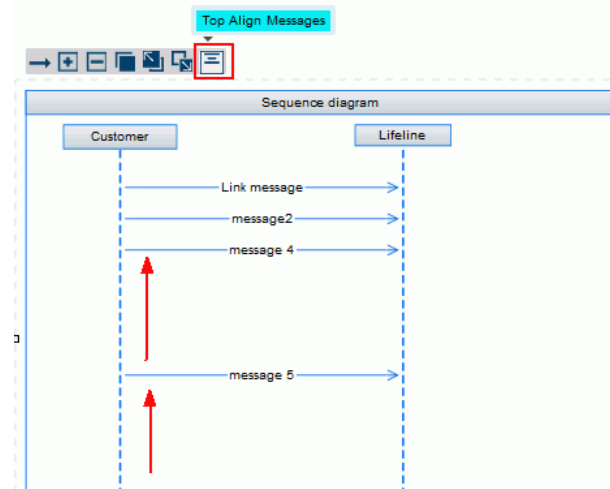 Top Align Messages
Sequence diagram
Customer
Lifeline
Link message
message2
message 4
message 5